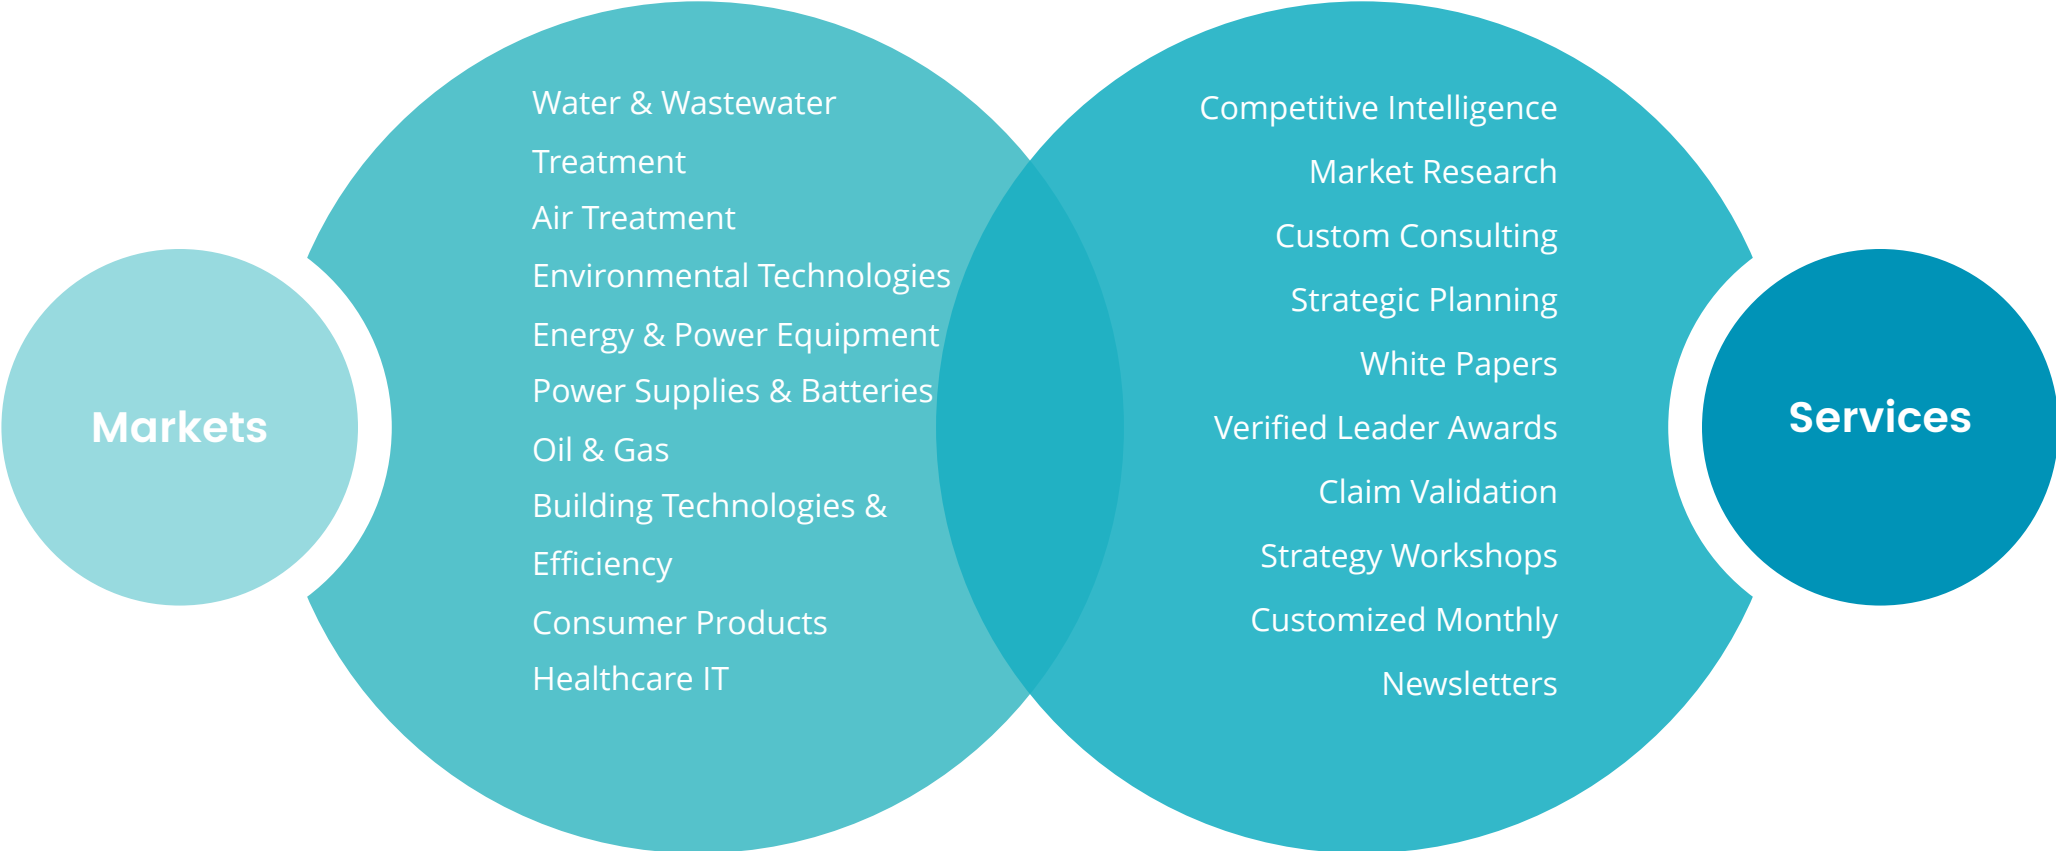 Markets
Water & Wastewater
Treatment
Air Treatment
Environmental Technologies
Energy & Power Equipment
Power Supplies & Batteries
Oil & Gas
Building Technologies &
Efficiency
Consumer Products
Healthcare IT
Competitive Intelligence
Market Research
Custom Consulting
Strategic Planning
White Papers
Verified Leader Awards
Claim Validation
Strategy Workshops
Customized Monthly
Newsletters
Services